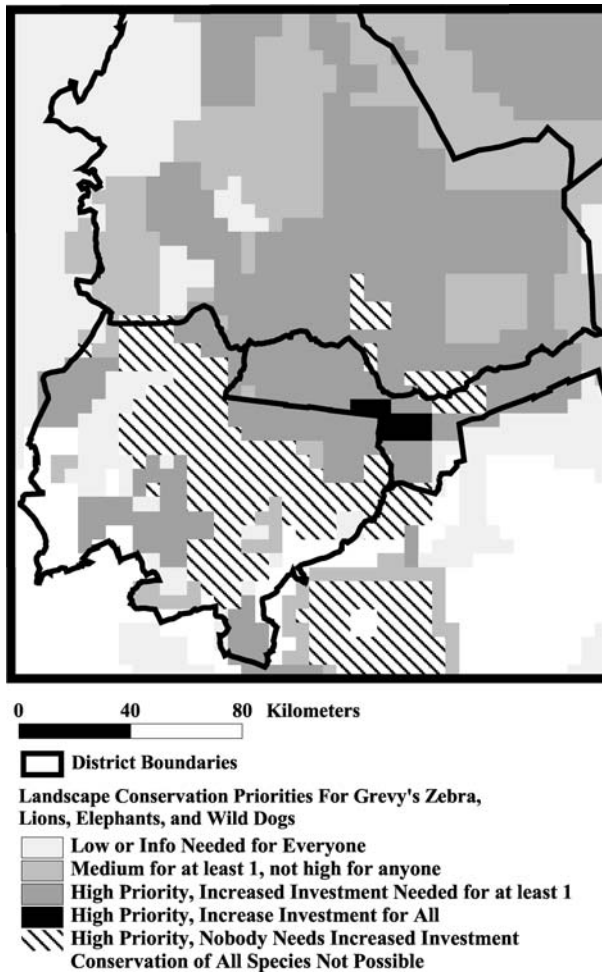 0 40 80 Kilometers
District Boundaries
Landscape Conservation Priorities For Grevy's Zebra,
Lions, Elephants, and Wild Dogs
Low or Info Needed for Everyone
Medium for at least 1, not high for anyone
High Priority, Increased Investment Needed for at least 1
High Priority, Increase Investment for All
High Priority, Nobody Needs Increased Investment
Conservation of All Species Not Possible